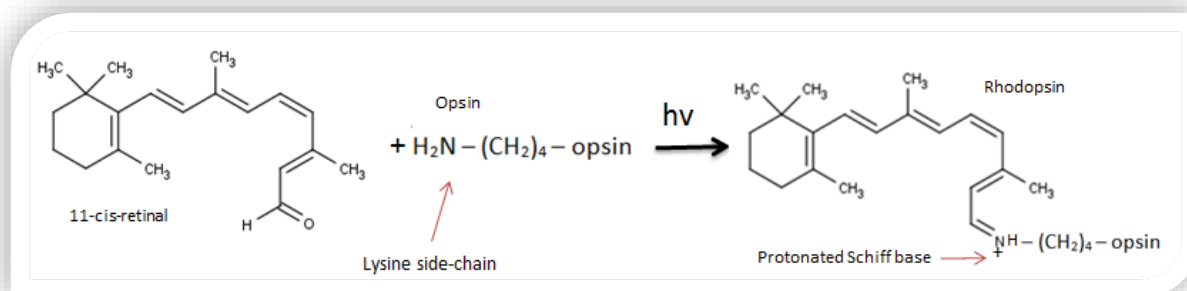 H₃C
CH₃
CH₃
CH₃
CH₃
H
O
11-cis-retinal
Opsin
+ H₂N – (CH₂)₄ – opsin
Lysine side-chain
hv
Rhodopsin
H₃C
CH₃
CH₃
CH₃
CH₃
NH – (CH₂)₄ – opsin
+
Protonated Schiff base